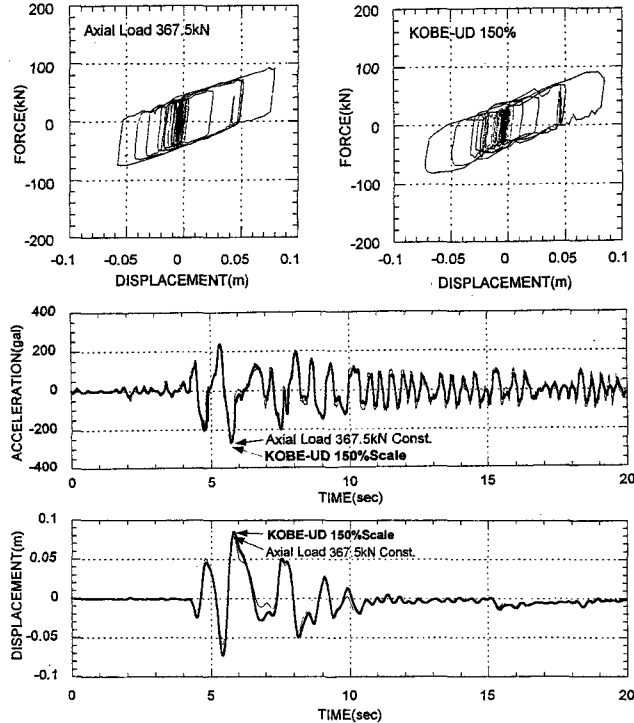 Axial Load 367.5kN
200
100
0
-100
-200
FORCE(kN)
-0.1
-0.05
0
0.05
0.1
DISPLACEMENT(m)
KOBE-UD 150%
200
100
0
-100
-200
FORCE(kN)
-0.1
-0.05
0
0.05
0.1
DISPLACEMENT(m)
400
200
0
-200
-400
ACCELERATION(gal)
Axial Load 367.5kN Const.
KOBE-UD 150%Scale
0
5
10
15
20
TIME(sec)
0.1
0.05
0
-0.05
-0.1
DISPLACEMENT(m)
KOBE-UD 150%Scale
Axial Load 367.5kN Const.
0
5
10
15
20
TIME(sec)